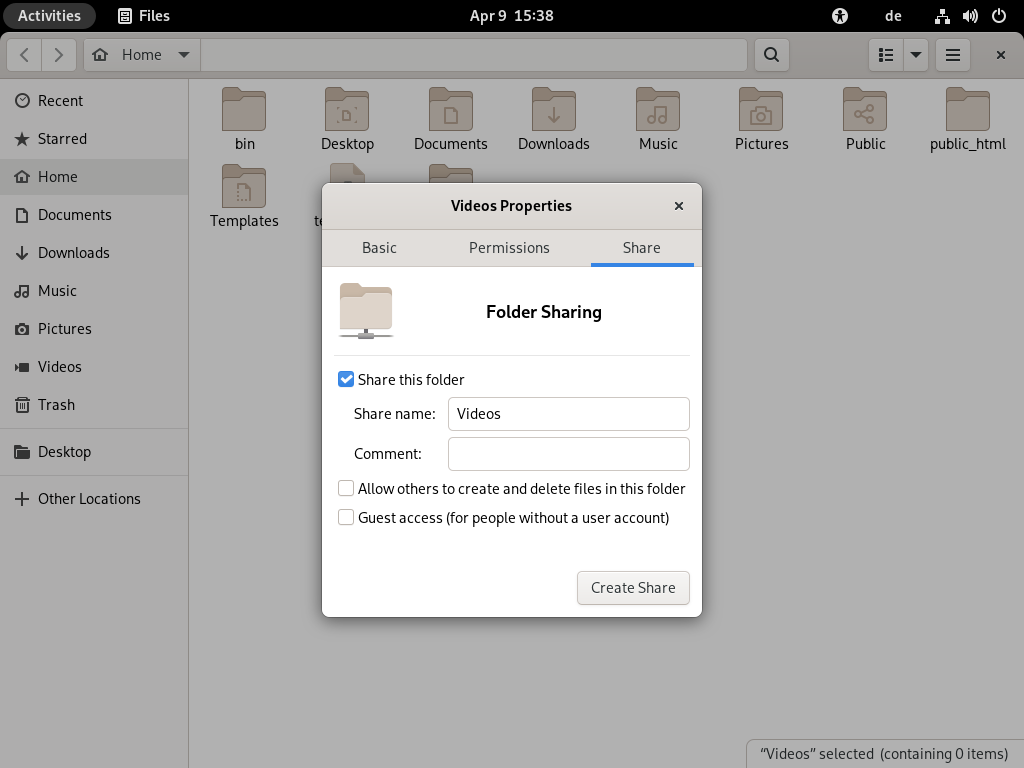 Activities Files Apr 9 15:38 de
Home
Recent
Starred
Home
Documents
Downloads
Music
Pictures
Videos
Trash
Desktop
Other Locations
bin Desktop Documents Downloads Music Pictures Public public_html
Templates
Videos Properties
Basic Permissions Share
Folder Sharing
Share this folder
Share name: Videos
Comment:
Allow others to create and delete files in this folder
Guest access (for people without a user account)
Create Share
“Videos” selected (containing 0 items)